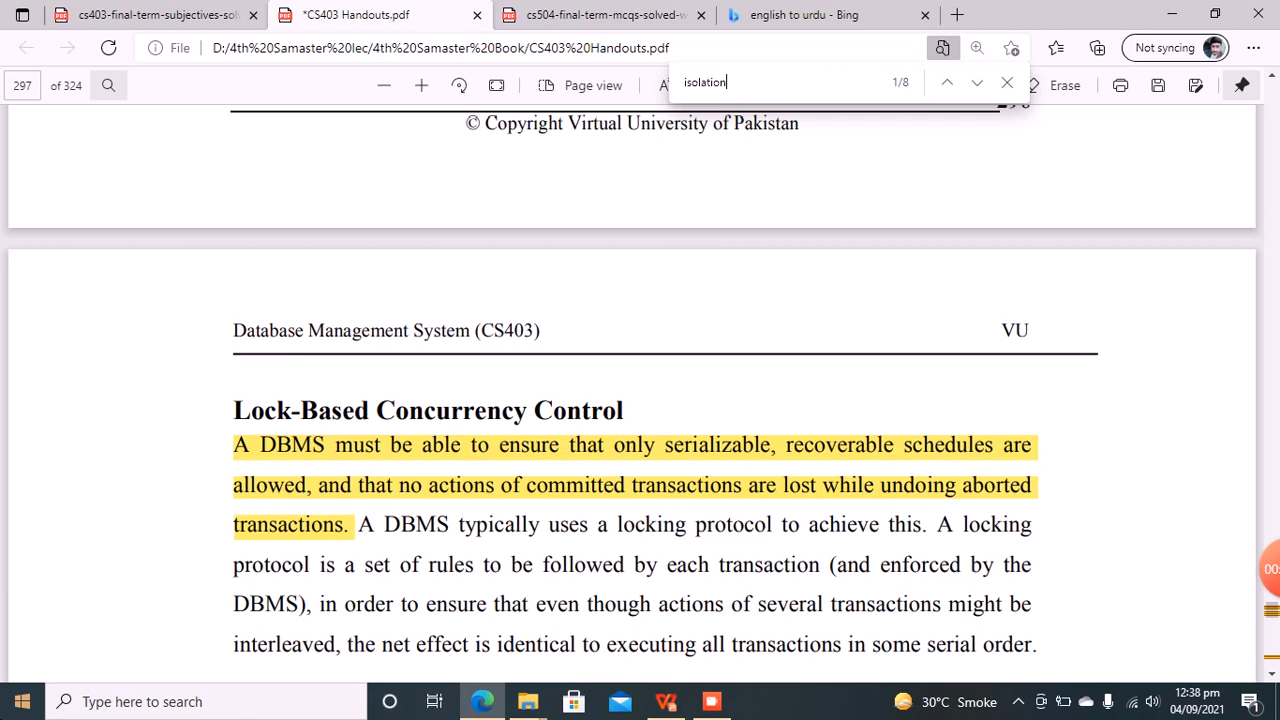 cs403-final-term-subjectives-sol
*CS403 Handouts.pdf
cs504-final-term-mcqs-solved-w
english to urdu - Bing
File
D:/4th%20Samaster%20lec/4th%20Samaster%20Book/CS403%20Handouts.pdf
Not syncing
297 of 324
Page view
isolation
1/8
Erase
© Copyright Virtual University of Pakistan
Database Management System (CS403)
VU
Lock-Based Concurrency Control
A DBMS must be able to ensure that only serializable, recoverable schedules are
allowed, and that no actions of committed transactions are lost while undoing aborted
transactions. A DBMS typically uses a locking protocol to achieve this. A locking
protocol is a set of rules to be followed by each transaction (and enforced by the
DBMS), in order to ensure that even though actions of several transactions might be
interleaved, the net effect is identical to executing all transactions in some serial order.
00:
Type here to search
30°C Smoke
12:38 pm
04/09/2021
1